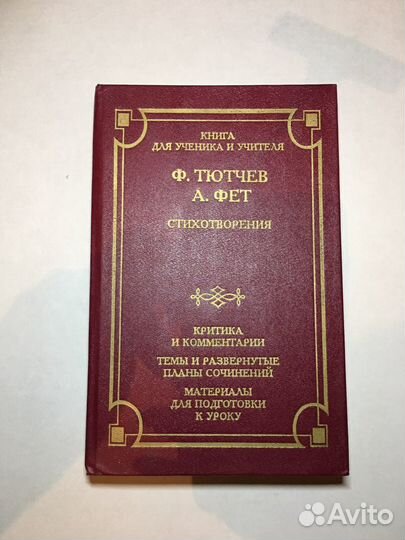 КНИГА
ДЛЯ УЧЕНИКА И УЧИТЕЛЯ
Ф. ТЮТЧЕВ
А. ФЕТ
СТИХОТВОРЕНИЯ
КРИТИКА
И КОММЕНТАРИИ
ТЕМЫ И РАЗВЕРНУТЫЕ
ПЛАНЫ СОЧИНЕНИЙ
МАТЕРИАЛЫ
ДЛЯ ПОДГОТОВКИ
К УРОКУ
Avito